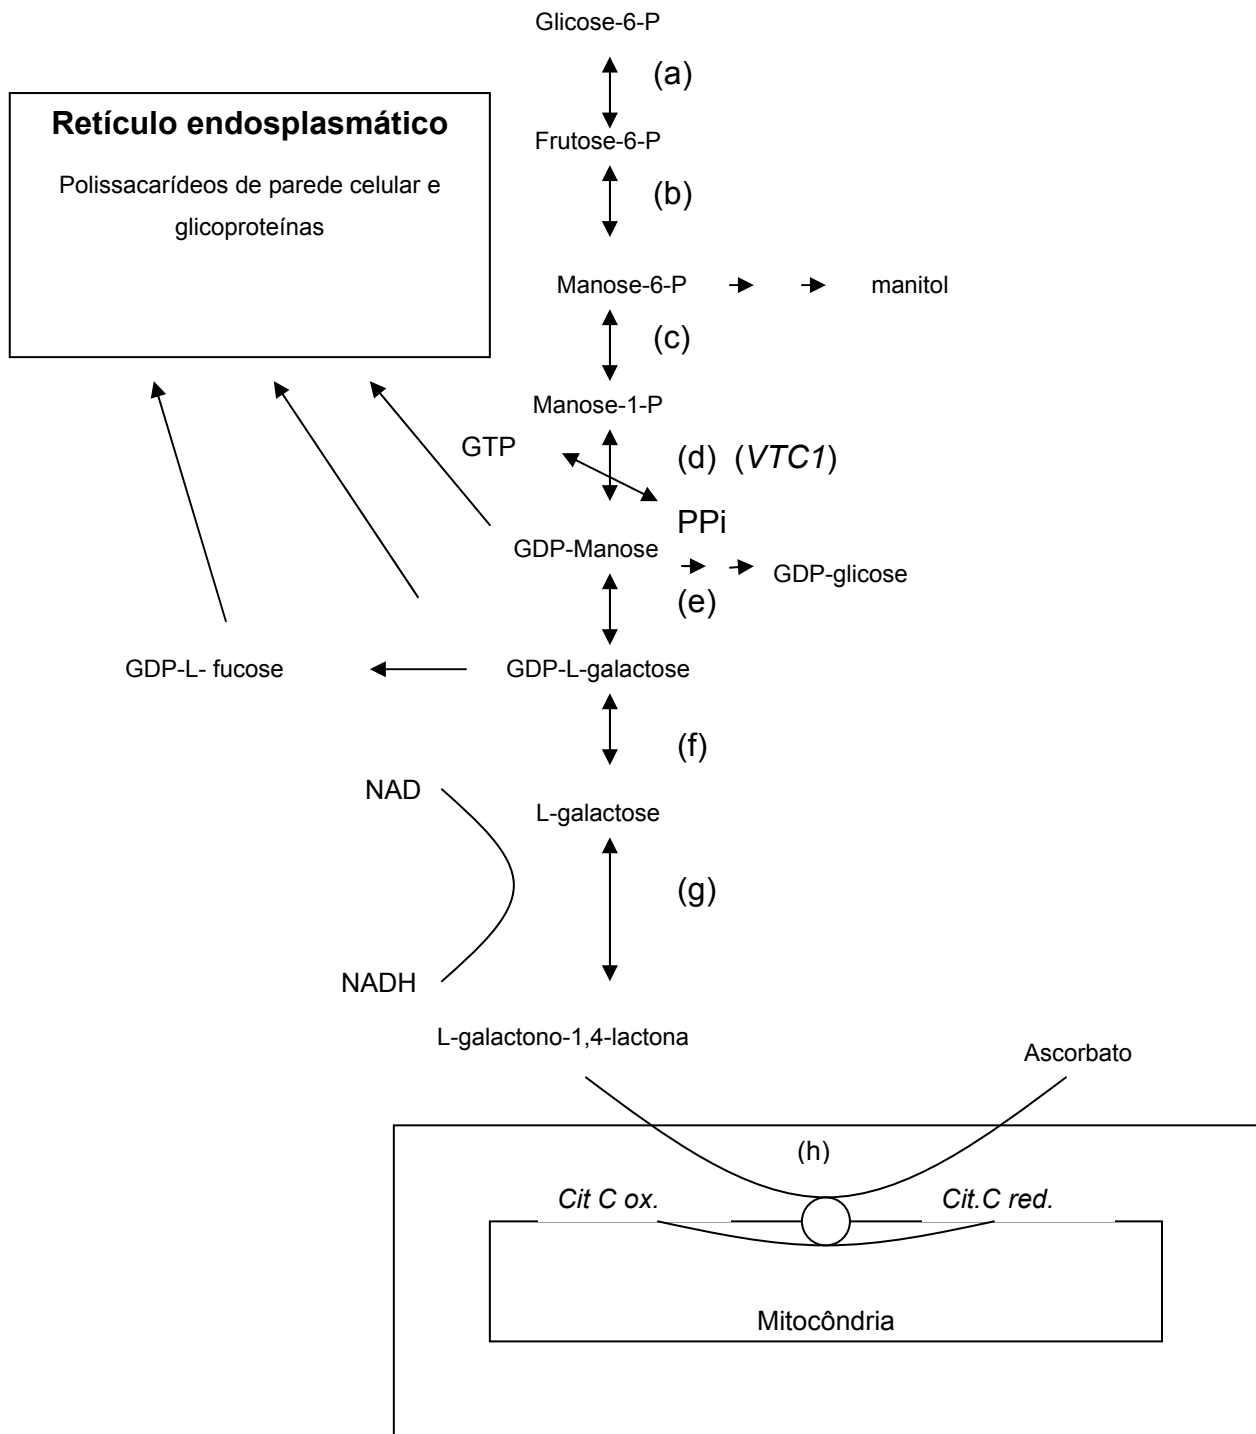 Glicose-6-P
(a)
Retículo endosplasmático
Frutose-6-P
Polissacarídeos de parede celular e
glicoproteínas
(b)
Manose-6-P
manitol
(c)
Manose-1-P
GTP
(d) (VTC1)
PPi
GDP-Manose
GDP-glicose
(e)
GDP-L- fucose
GDP-L-galactose
(f)
NAD
L-galactose
(g)
NADH
L-galactono-1,4-lactona
Ascorbato
(h)
Cit C ox.
Cit.C red.
Mitocôndria